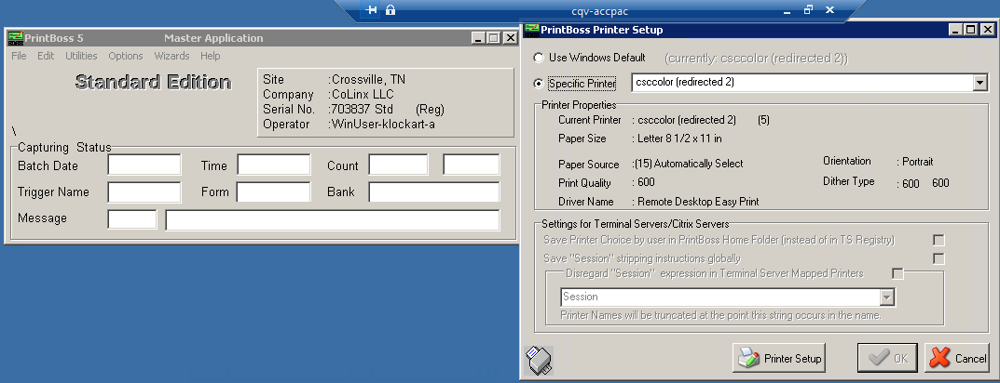 cqv-accpac
PrintBoss 5 Master Application
File Edit Utilities Options Wizards Help
Standard Edition
Site :Crossville, TN
Company :CoLinx LLC
Serial No. :703837 Std (Reg)
Operator :WinUser-klockart-a
\
Capturing Status
Batch Date Time Count
Trigger Name Form Bank
Message
PrintBoss Printer Setup
Use Windows Default (currently: csccolor (redirected 2))
Specific Printer csccolor (redirected 2)
Printer Properties
Current Printer : csccolor (redirected 2) (5)
Paper Size : Letter 8 1/2 x 11 in
Paper Source :(15) Automatically Select Orientation : Portrait
Print Quality : 600 Dither Type : 600 600
Driver Name : Remote Desktop Easy Print
Settings for Terminal Servers/Citrix Servers
Save Printer Choice by user in PrintBoss Home Folder (instead of in TS Registry)
Save "Session" stripping instructions globally
Disregard "Session" expression in Terminal Server Mapped Printers
Session
Printer Names will be truncated at the point this string occurs in the name.
Printer Setup OK Cancel